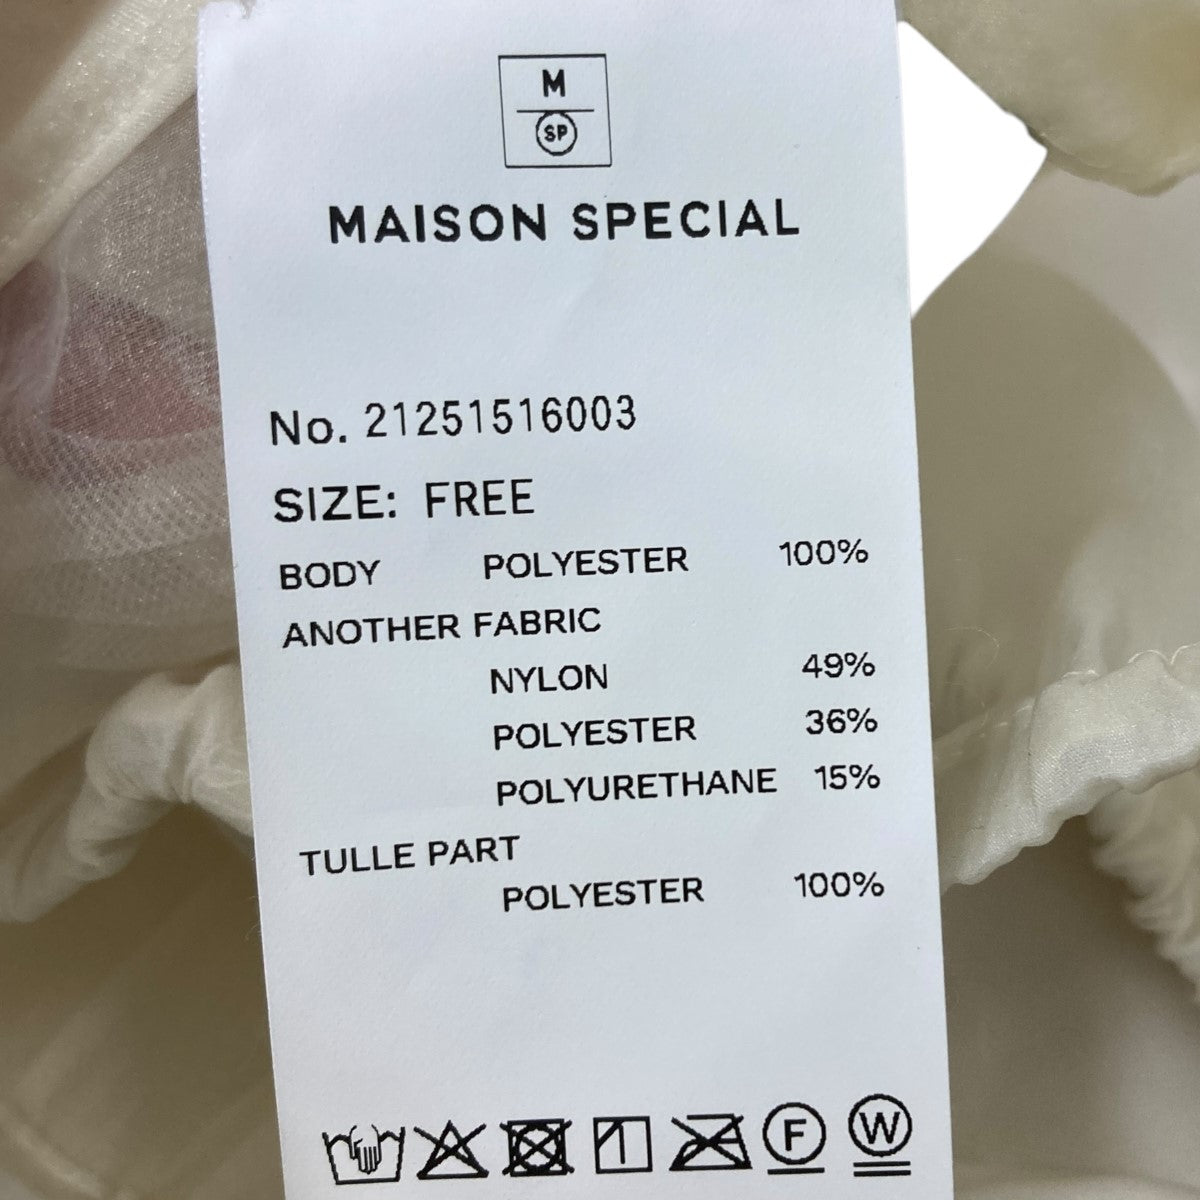 M
SP
MAISON SPECIAL
No. 21251516003
SIZE: FREE
BODY POLYESTER 100%
ANOTHER FABRIC
NYLON 49%
POLYESTER 36%
POLYURETHANE 15%
TULLE PART
POLYESTER 100%
F W